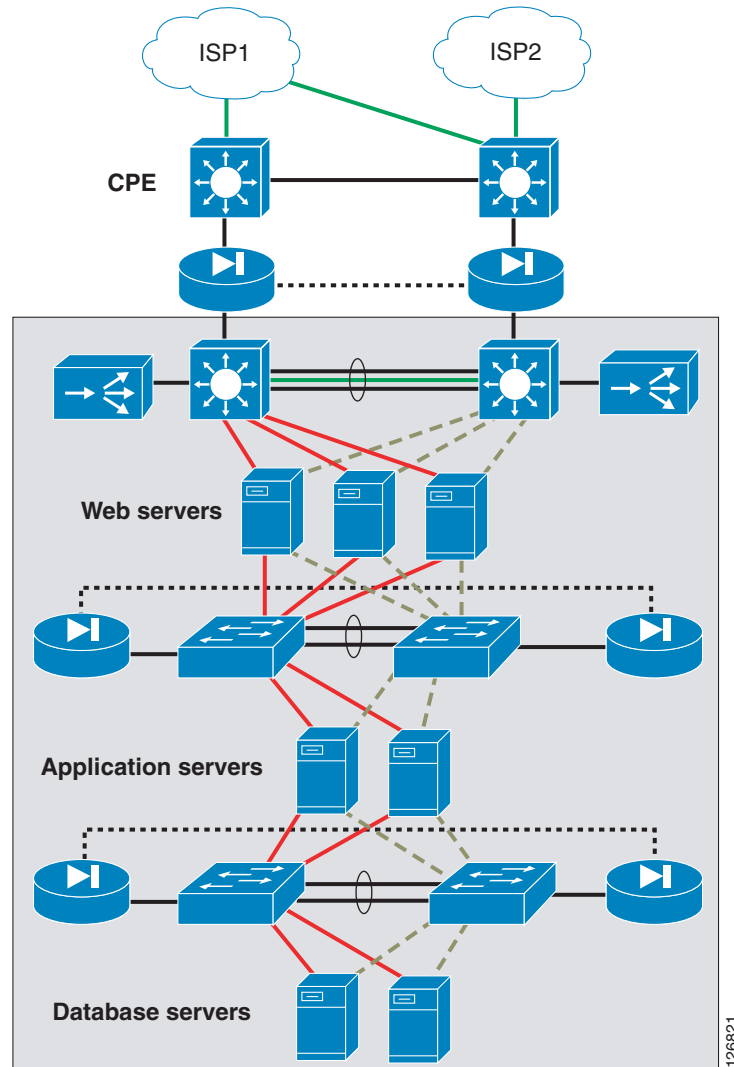 ISP1
ISP2
CPE
Web servers
Application servers
Database servers
126821